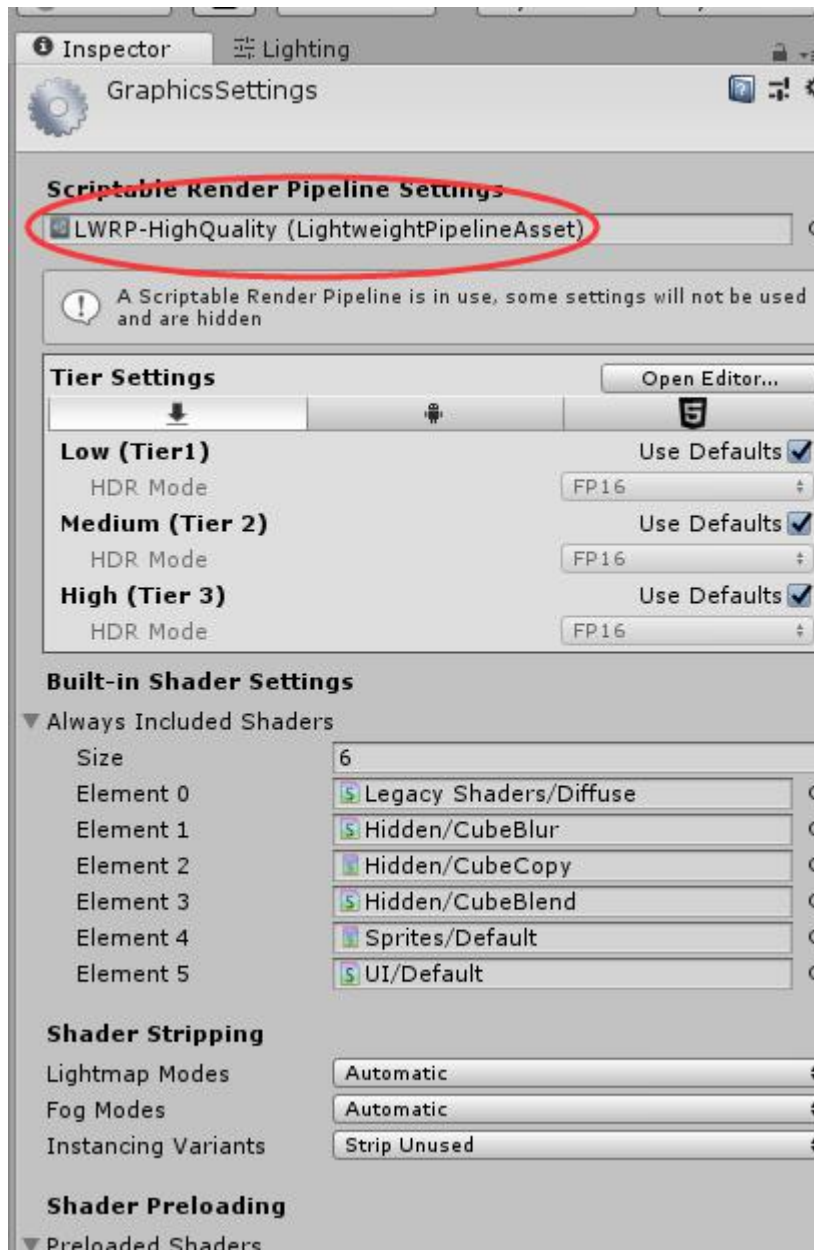 Inspector Lighting
GraphicsSettings
Scriptable Render Pipeline Settings
LWRP-HighQuality (LightweightPipelineAsset)
A Scriptable Render Pipeline is in use, some settings will not be used
and are hidden
Tier Settings Open Editor...
Low (Tier1) Use Defaults
HDR Mode FP16
Medium (Tier 2) Use Defaults
HDR Mode FP16
High (Tier 3) Use Defaults
HDR Mode FP16
Built-in Shader Settings
Always Included Shaders
Size 6
Element 0 Legacy Shaders/Diffuse
Element 1 Hidden/CubeBlur
Element 2 Hidden/CubeCopy
Element 3 Hidden/CubeBlend
Element 4 Sprites/Default
Element 5 UI/Default
Shader Stripping
Lightmap Modes Automatic
Fog Modes Automatic
Instancing Variants Strip Unused
Shader Preloading
Preloaded Shaders